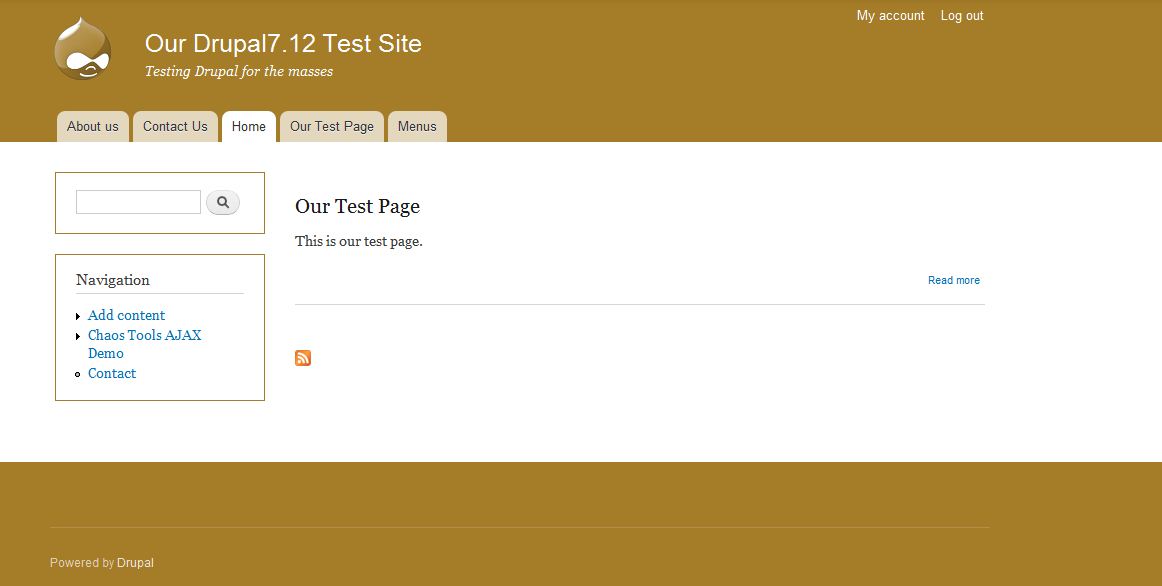 My account Log out
Our Drupal7.12 Test Site
Testing Drupal for the masses
About us Contact Us Home Our Test Page Menus
Our Test Page
This is our test page.
Read more
Navigation
Add content
Chaos Tools AJAX
Demo
Contact
Powered by Drupal